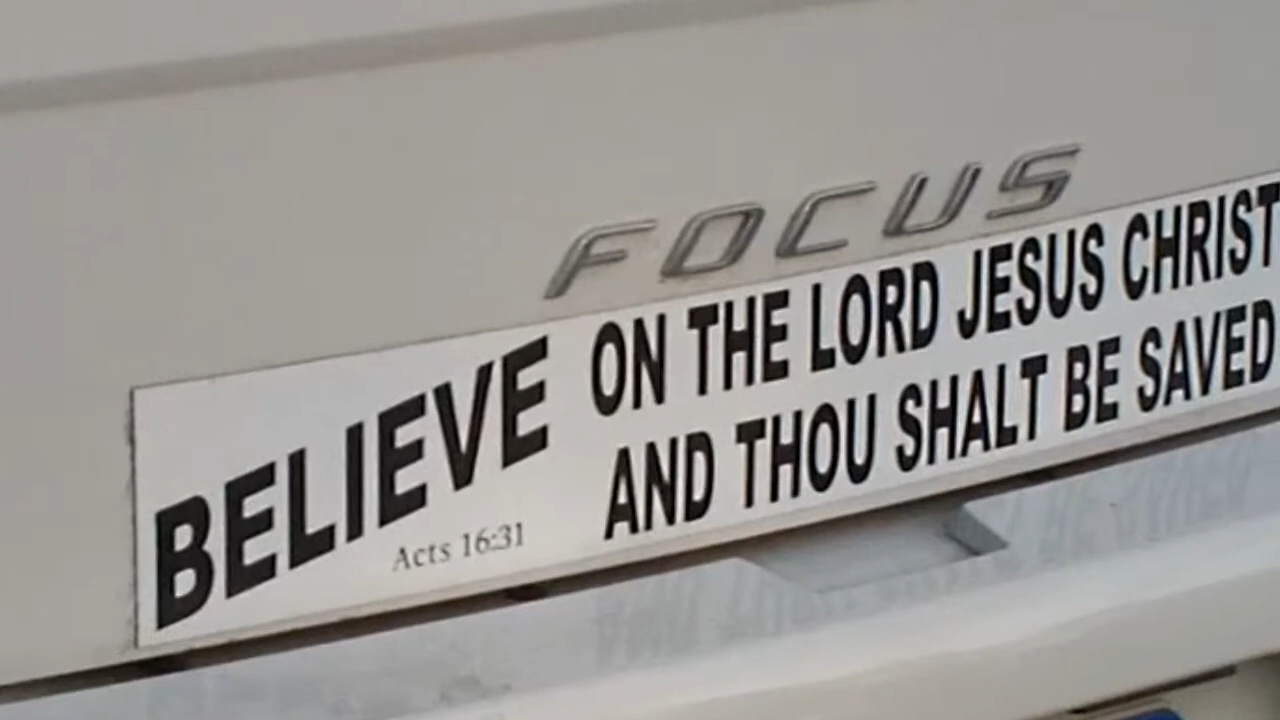 FOCUS
BELIEVE
Acts 16:31
ON THE LORD JESUS CHRIST
AND THOU SHALT BE SAVED